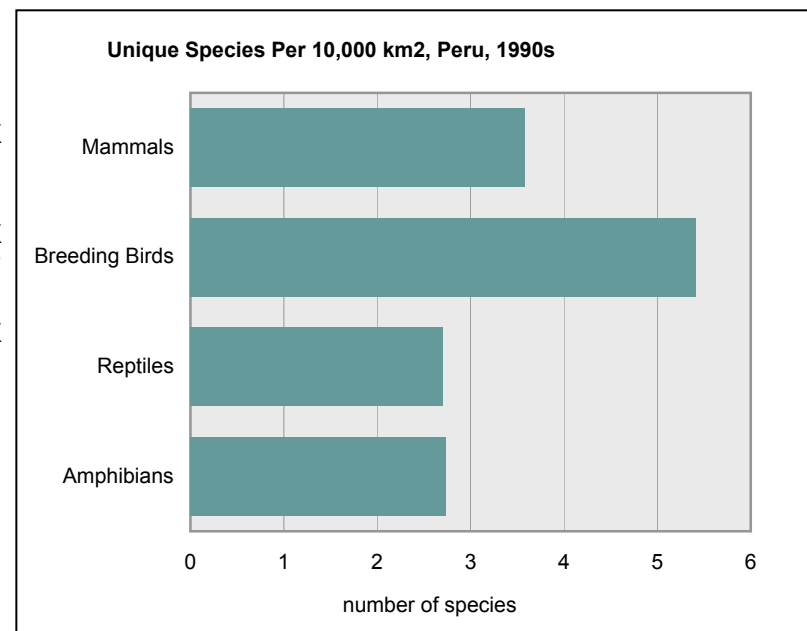 Unique Species Per 10,000 km2, Peru, 1990s
Mammals
Breeding Birds
Reptiles
Amphibians
0 1 2 3 4 5 6
number of species